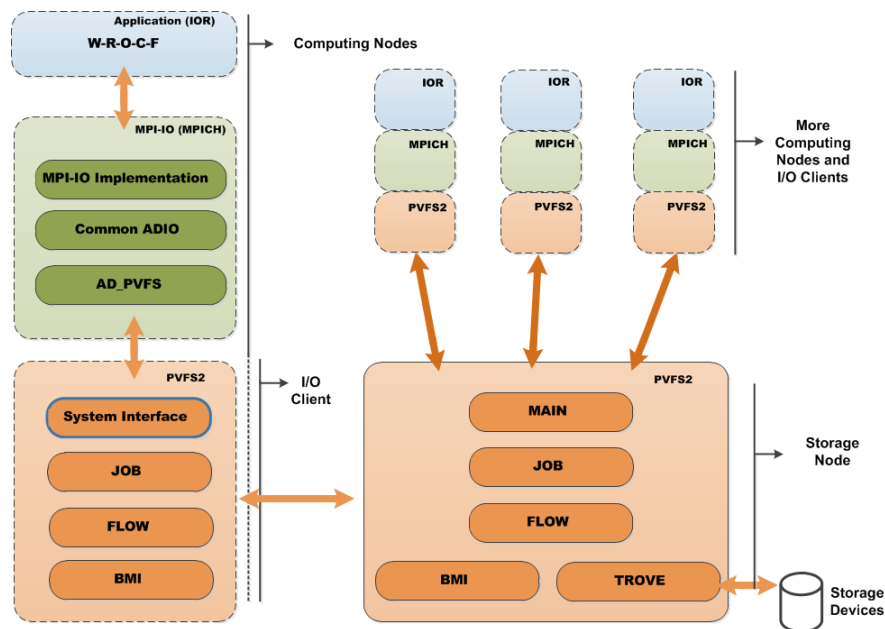 Application (IOR)
W-R-O-C-F
Computing Nodes
MPI-IO (MPICH)
MPI-IO Implementation
Common ADIO
AD_PVFS
PVFS2
System Interface
JOB
FLOW
BMI
I/O
Client
IOR
MPICH
PVFS2
IOR
MPICH
PVFS2
IOR
MPICH
PVFS2
More
Computing
Nodes and
I/O Clients
PVFS2
MAIN
JOB
FLOW
BMI
TROVE
Storage
Node
Storage
Devices